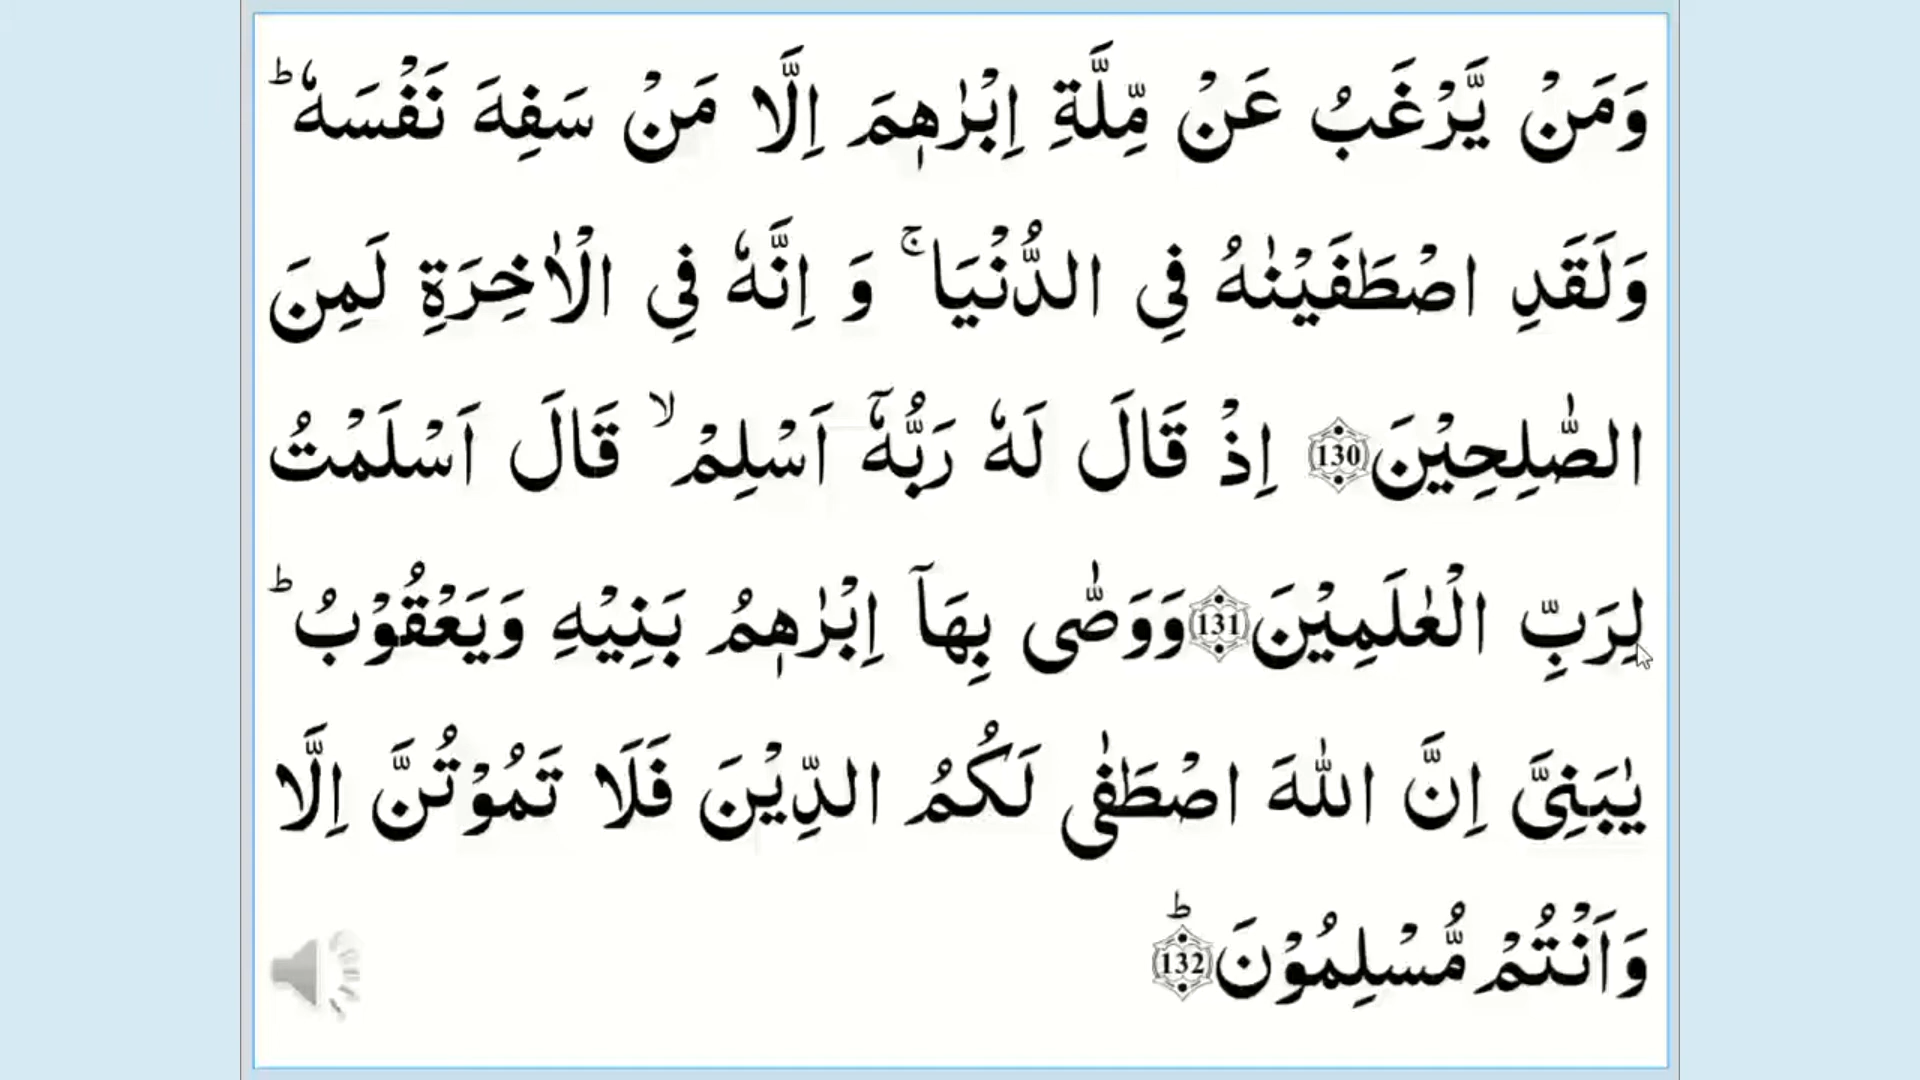 وَمَنْ يَّرْغَبُ عَنْ مِّلَّةِ اِبْرٰهٖمَ اِلَّا مَنْ سَفِهَ نَفْسَهٗ ؕ
وَلَقَدِ اصْطَفَيْنٰهُ فِى الدُّنْيَا ۚ وَ اِنَّهٗ فِى الْاٰخِرَةِ لَمِنَ
الصّٰلِحِيْنَ 130 اِذْ قَالَ لَهٗ رَبُّهٗۤ اَسْلِمْ ۙ قَالَ اَسْلَمْتُ
لِرَبِّ الْعٰلَمِيْنَ 131 وَوَصّٰى بِهَاۤ اِبْرٰهٖمُ بَنِيْهِ وَيَعْقُوْبُ ؕ
يٰبَنِىَّ اِنَّ اللّٰهَ اصْطَفٰى لَكُمُ الدِّيْنَ فَلَا تَمُوْتُنَّ اِلَّا
وَاَنْتُمْ مُّسْلِمُوْنَ ؕ 132